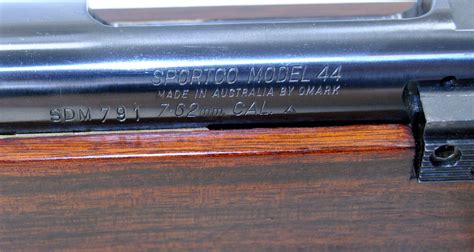 SPORTCO MODEL 44
MADE IN AUSTRALIA BY OMARK
SDM 791 7·62mm CAL.